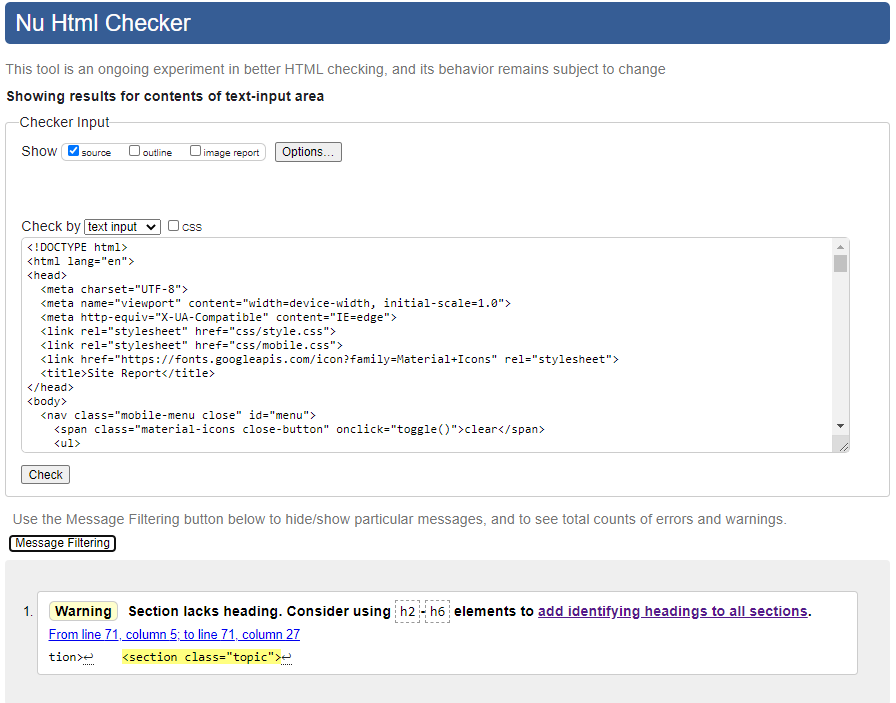 Nu Html Checker
This tool is an ongoing experiment in better HTML checking, and its behavior remains subject to change
Showing results for contents of text-input area
Checker Input
Show source outline image report Options...
Check by text input css
<!DOCTYPE html>
<html lang="en">
<head>
  <meta charset="UTF-8">
  <meta name="viewport" content="width=device-width, initial-scale=1.0">
  <meta http-equiv="X-UA-Compatible" content="IE=edge">
  <link rel="stylesheet" href="css/style.css">
  <link rel="stylesheet" href="css/mobile.css">
  <link href="https://fonts.googleapis.com/icon?family=Material+Icons" rel="stylesheet">
  <title>Site Report</title>
</head>
<body>
  <nav class="mobile-menu close" id="menu">
    <span class="material-icons close-button" onclick="toggle()">clear</span>
    <ul>
Check
Use the Message Filtering button below to hide/show particular messages, and to see total counts of errors and warnings.
Message Filtering
1. Warning Section lacks heading. Consider using h2-h6 elements to add identifying headings to all sections.
From line 71, column 5; to line 71, column 27
tion>↩    <section class="topic">↩